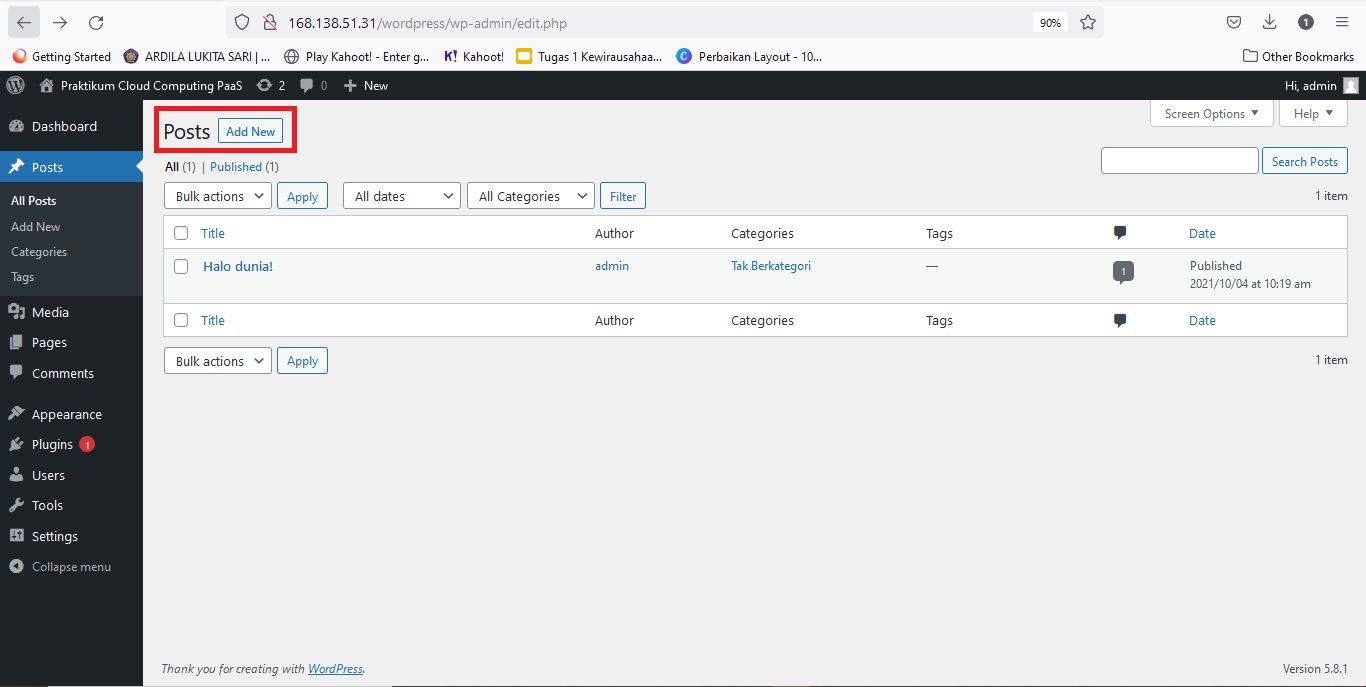 168.138.51.31/wordpress/wp-admin/edit.php 90% 1
Getting Started ARDILA LUKITA SARI | ... Play Kahoot! - Enter g... K! Kahoot! Tugas 1 Kewirausahaa... C Perbaikan Layout - 10... Other Bookmarks
Praktikum Cloud Computing PaaS 2 0 New Hi, admin
Dashboard
Posts
All Posts
Add New
Categories
Tags
Media
Pages
Comments
Appearance
Plugins 1
Users
Tools
Settings
Collapse menu
Posts Add New
Screen Options Help
All (1) | Published (1)
Search Posts
Bulk actions Apply All dates All Categories Filter 1 item
Title Author Categories Tags Date
Halo dunia! admin Tak Berkategori — 1 Published
2021/10/04 at 10:19 am
Title Author Categories Tags Date
Bulk actions Apply 1 item
Thank you for creating with WordPress. Version 5.8.1